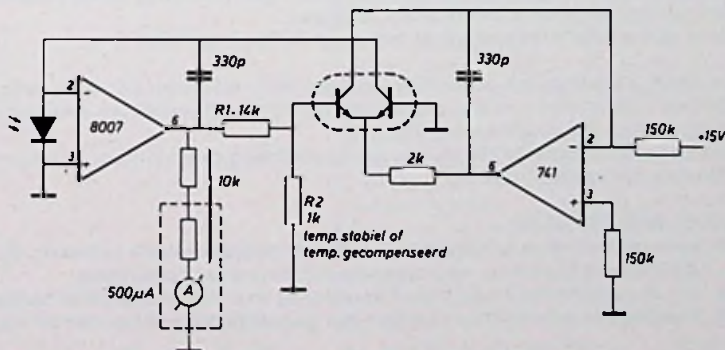 330p
330p
2
8007
6
3
R1-14k
10k
R2
1k
temp. stabiel of
temp. gecompenseerd
500µA
A
2k
6
741
2
3
150k
+15V
150k